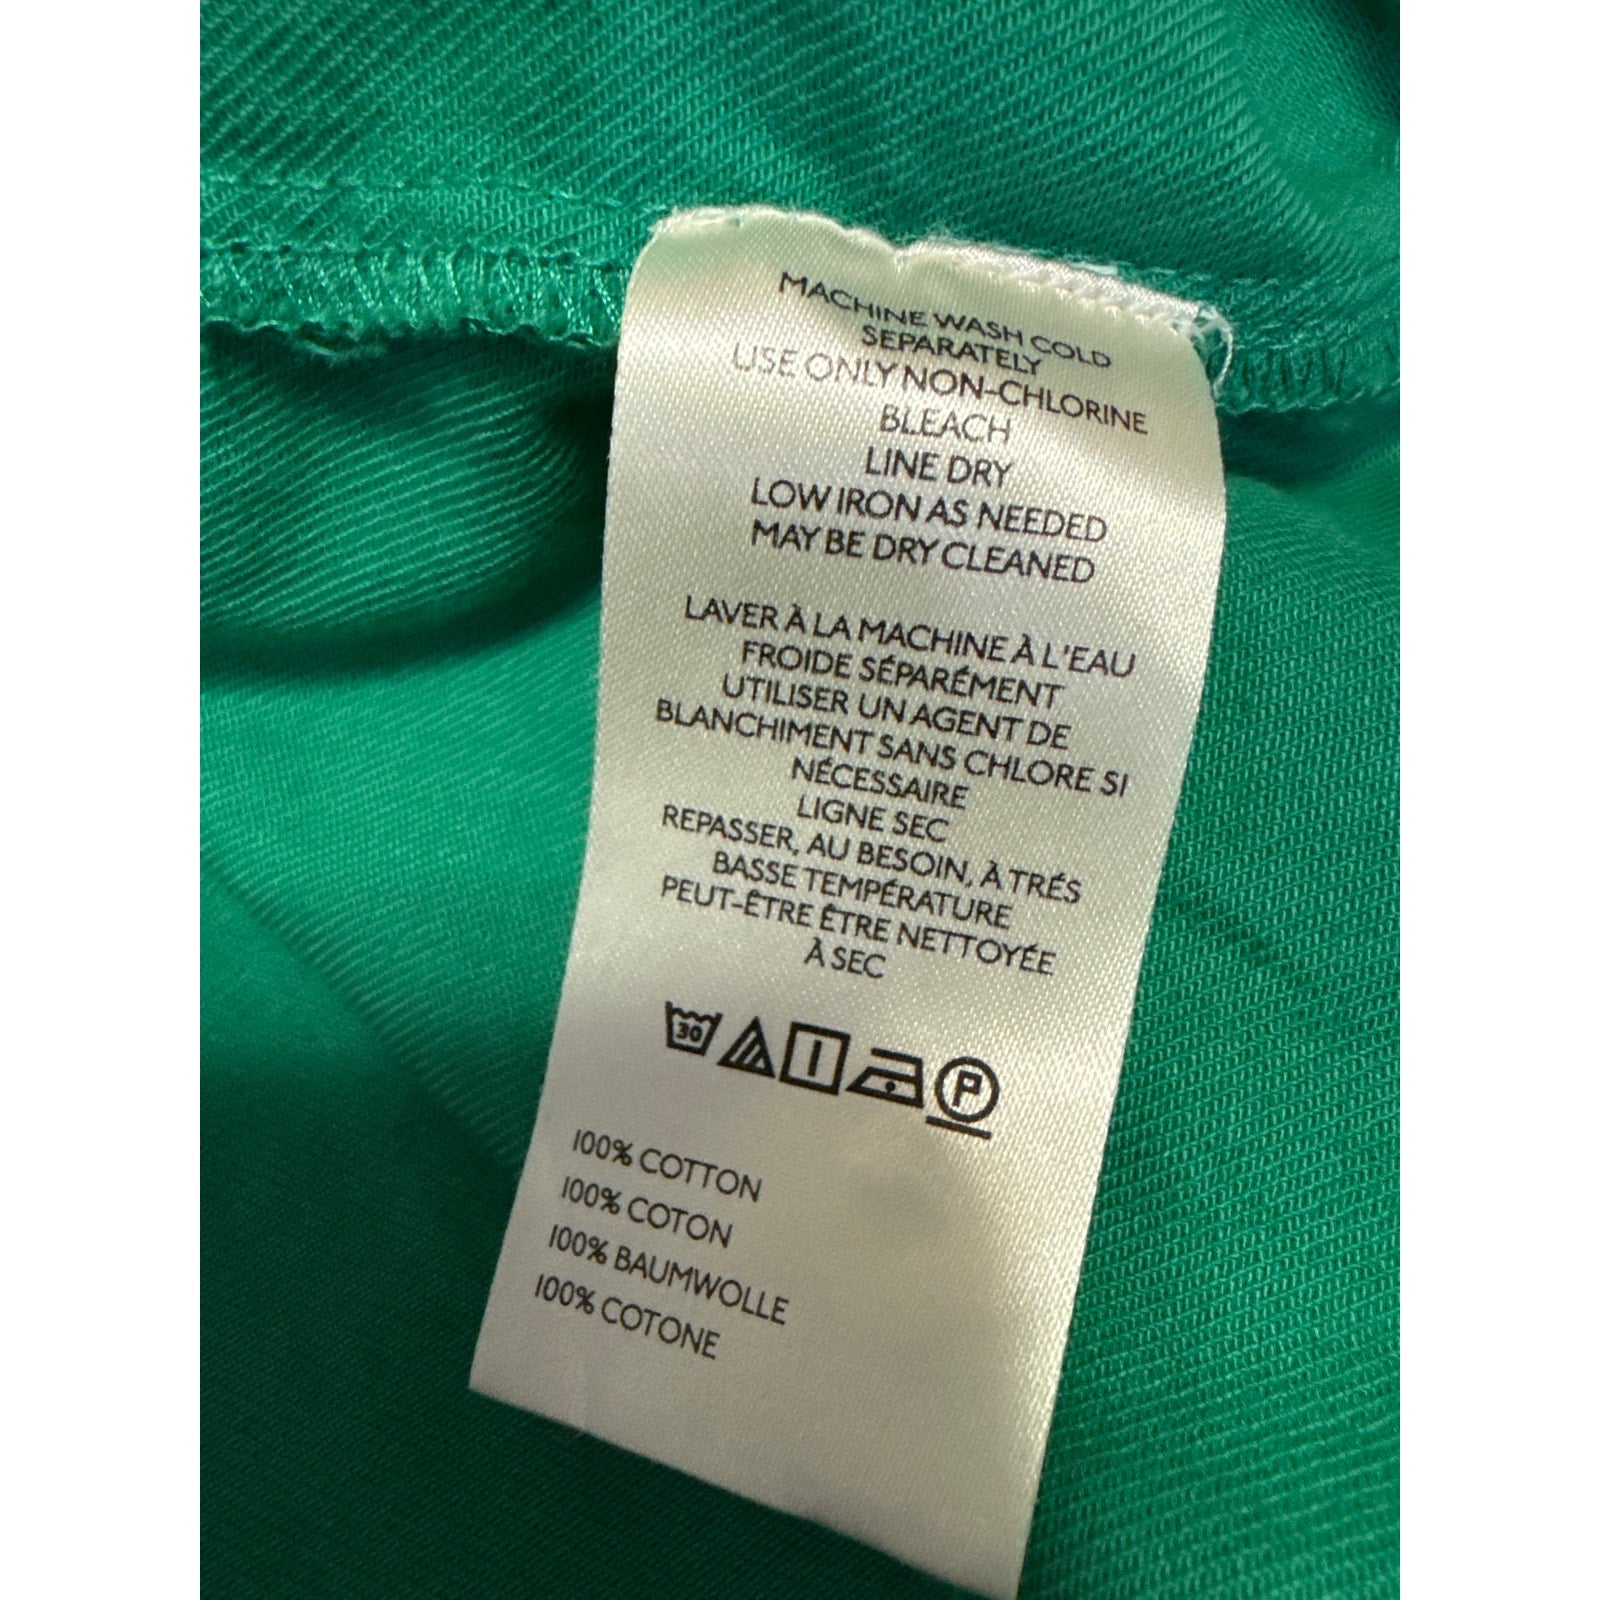 MACHINE WASH COLD
SEPARATELY
USE ONLY NON-CHLORINE
BLEACH
LINE DRY
LOW IRON AS NEEDED
MAY BE DRY CLEANED
LAVER À LA MACHINE À L'EAU
FROIDE SÉPARÉMENT
UTILISER UN AGENT DE
BLANCHIMENT SANS CHLORE SI
NÉCESSAIRE
LIGNE SEC
REPASSER, AU BESOIN, À TRÉS
BASSE TEMPÉRATURE
PEUT-ÊTRE ÊTRE NETTOYÉE
À SEC
30 P
100% COTTON
100% COTON
100% BAUMWOLLE
100% COTONE